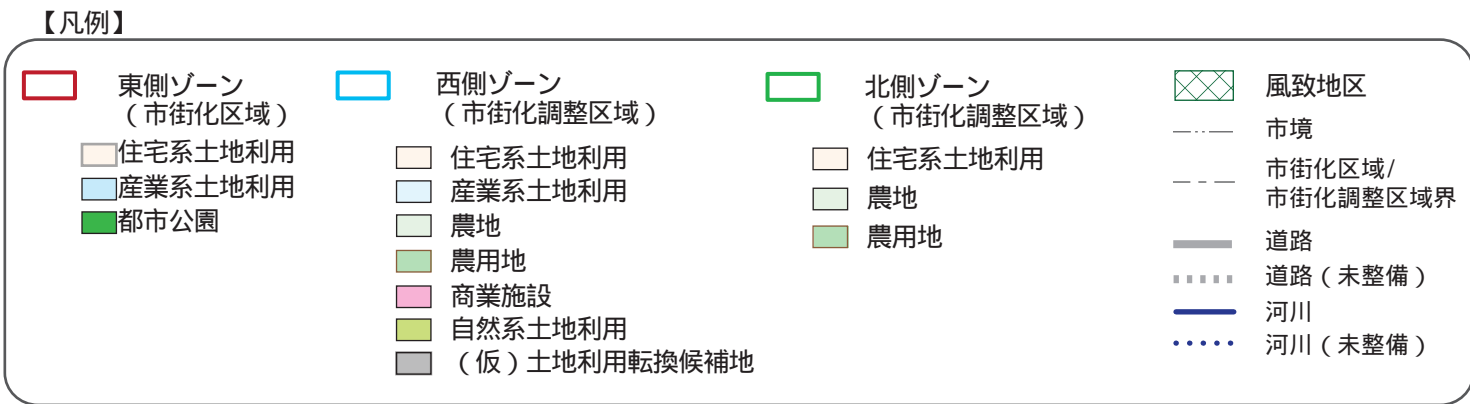 【凡例】
東側ゾーン
（市街化区域）
住宅系土地利用
産業系土地利用
都市公園
西側ゾーン
（市街化調整区域）
住宅系土地利用
産業系土地利用
農地
農用地
商業施設
自然系土地利用
（仮）土地利用転換候補地
北側ゾーン
（市街化調整区域）
住宅系土地利用
農地
農用地
風致地区
市境
市街化区域/
市街化調整区域界
道路
道路（未整備）
河川
河川（未整備）